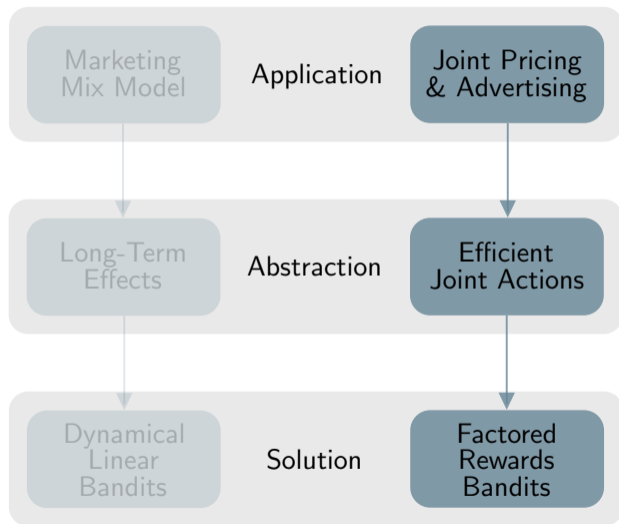 Marketing
Mix Model
Application
Joint Pricing
& Advertising
Long-Term
Effects
Abstraction
Efficient
Joint Actions
Dynamical
Linear
Bandits
Solution
Factored
Rewards
Bandits